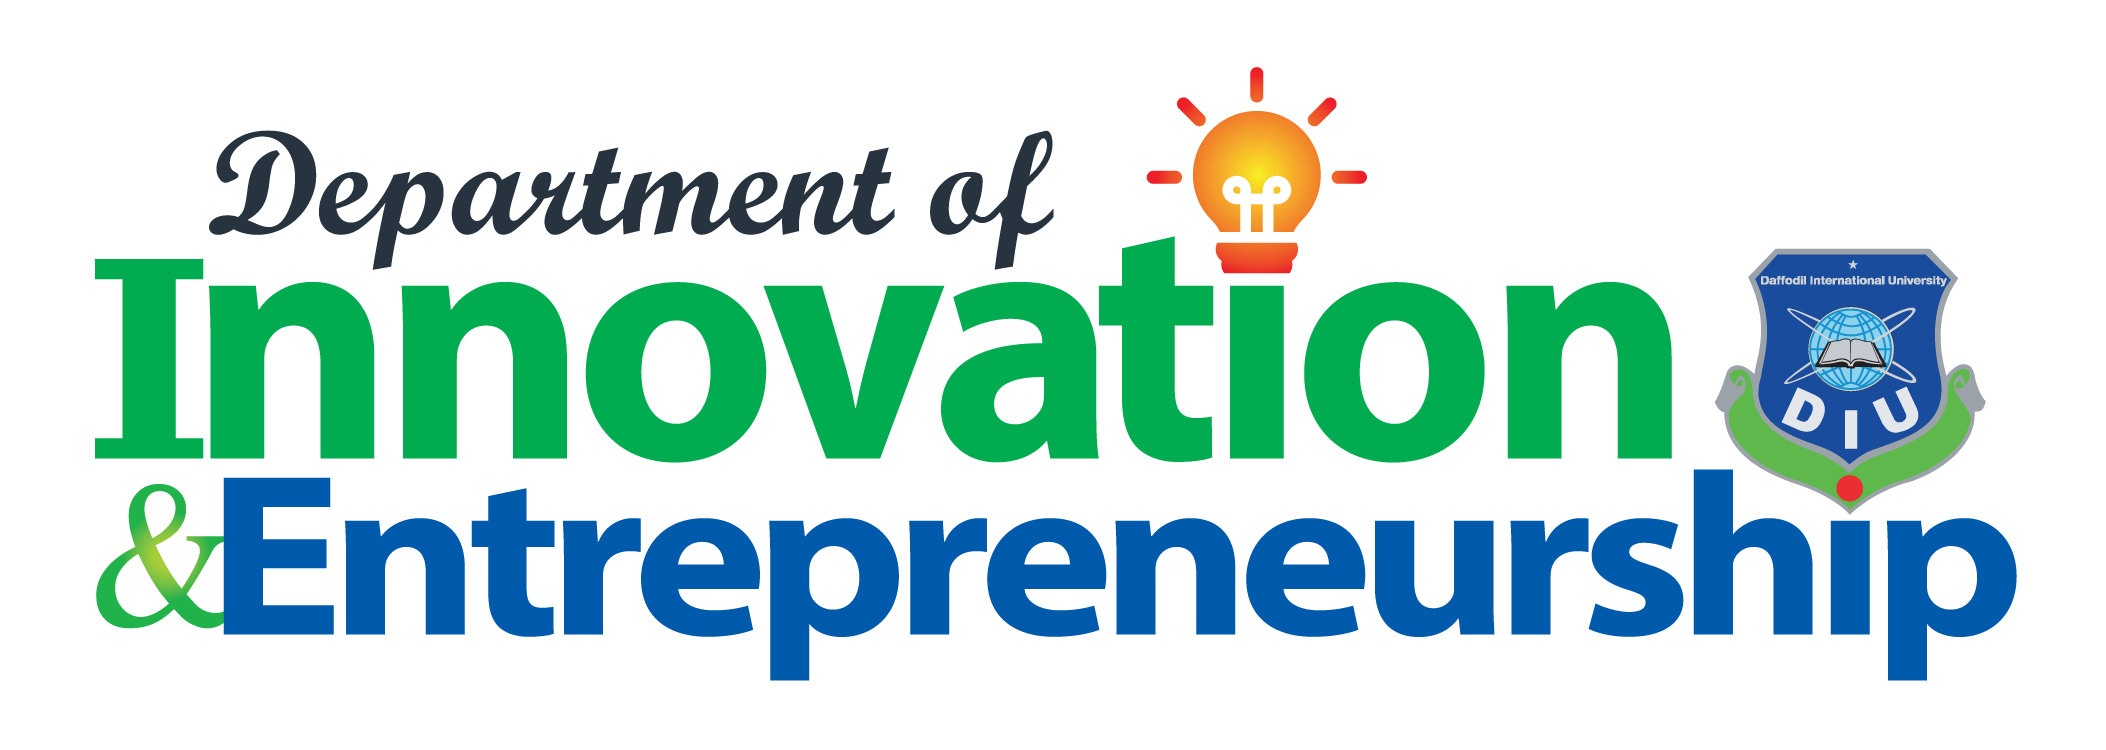 Department of
Innovation
& Entrepreneurship
Daffodil International University
DIU